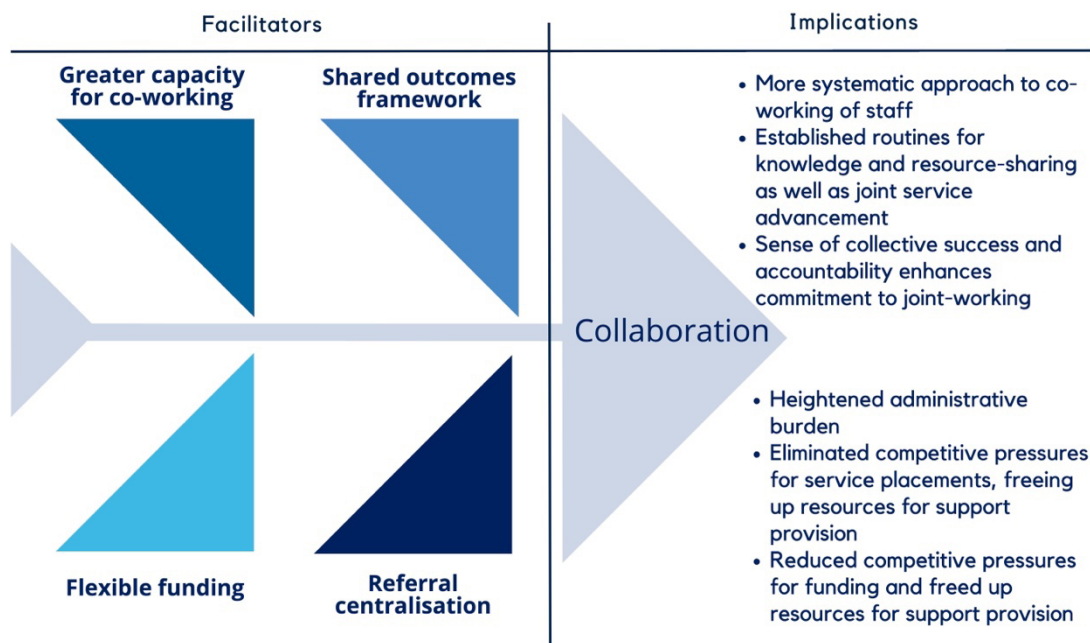 Facilitators
Implications
Greater capacity
for co-working
Shared outcomes
framework
• More systematic approach to co-
working of staff
• Established routines for
knowledge and resource-sharing
as well as joint service
advancement
• Sense of collective success and
accountability enhances
commitment to joint-working
Collaboration
• Heightened administrative
burden
• Eliminated competitive pressures
for service placements, freeing
up resources for support
provision
• Reduced competitive pressures
for funding and freed up
resources for support provision
Flexible funding
Referral
centralisation